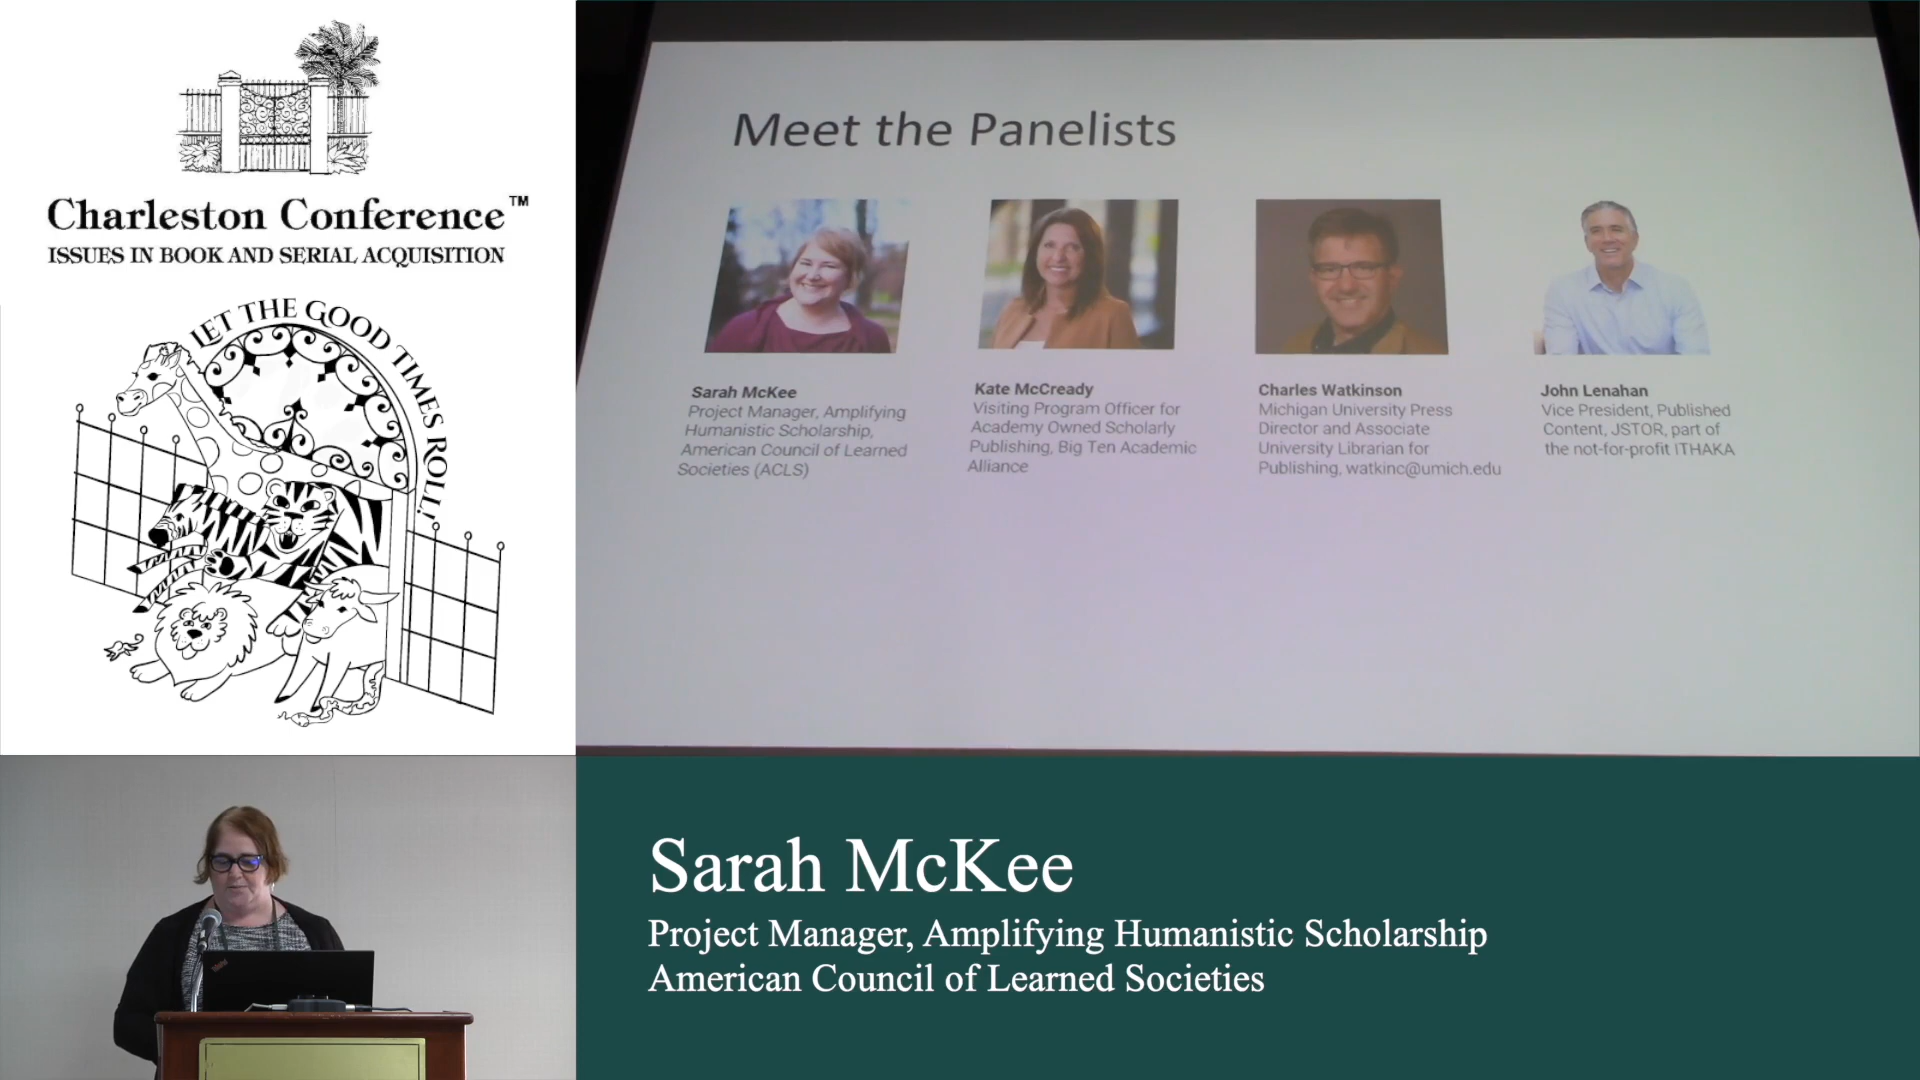 Charleston Conference™
ISSUES IN BOOK AND SERIAL ACQUISITION
LET THE GOOD TIMES ROLL!
Meet the Panelists
Sarah McKee
Project Manager, Amplifying
Humanistic Scholarship,
American Council of Learned
Societies (ACLS)
Kate McCready
Visiting Program Officer for
Academy Owned Scholarly
Publishing, Big Ten Academic
Alliance
Charles Watkinson
Michigan University Press
Director and Associate
University Librarian for
Publishing, watkinc@umich.edu
John Lenahan
Vice President, Published
Content, JSTOR, part of
the not-for-profit ITHAKA
Sarah McKee
Project Manager, Amplifying Humanistic Scholarship
American Council of Learned Societies